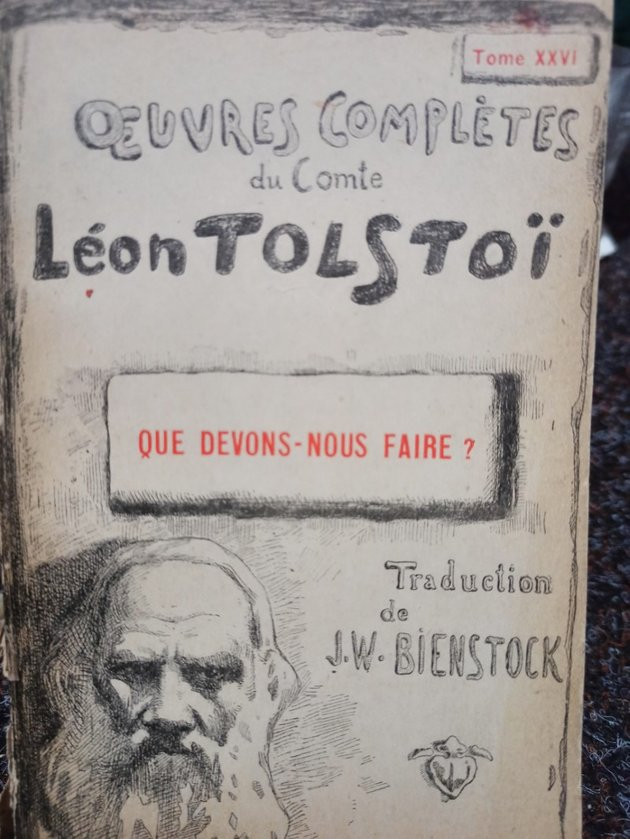 Tome XXVI
ŒUVRES COMPLÈTES
du Comte
Léon TOLSTOÏ
QUE DEVONS-NOUS FAIRE ?
Traduction
de
J.W. BIENSTOCK